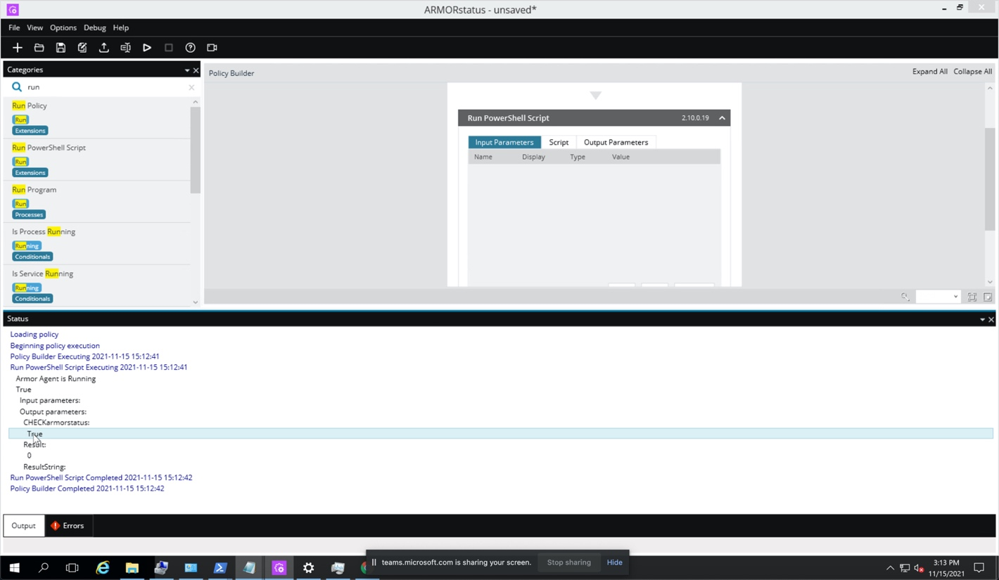 ARMORstatus - unsaved*
File View Options Debug Help
Categories
run
Run Policy
Run
Extensions
Run PowerShell Script
Run
Extensions
Run Program
Run
Processes
Is Process Running
Running
Conditionals
Is Service Running
Running
Conditionals
Policy Builder
Expand All Collapse All
Run PowerShell Script 2.10.0.19
Input Parameters Script Output Parameters
Name Display Type Value
Status
Loading policy
Beginning policy execution
Policy Builder Executing 2021-11-15 15:12:41
Run PowerShell Script Executing 2021-11-15 15:12:41
Armor Agent is Running
True
Input parameters:
Output parameters:
CHECKarmorstatus:
True
Result:
0
ResultString:
Run PowerShell Script Completed 2021-11-15 15:12:42
Policy Builder Completed 2021-11-15 15:12:42
Output Errors
teams.microsoft.com is sharing your screen. Stop sharing Hide
3:13 PM
11/15/2021